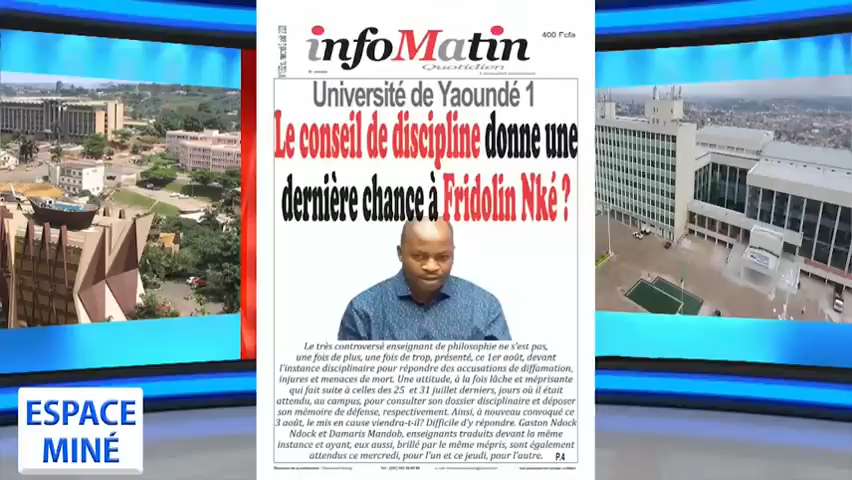 infoMatin
400 Fcfa
Quotidien
Université de Yaoundé 1
Le conseil de discipline donne une
dernière chance à Fridolin Nké ?
Le très controversé enseignant de philosophie ne s'est pas,
une fois de plus, une fois de trop, présenté, ce 1er août, devant
l'instance disciplinaire pour répondre des accusations de diffamation,
injures et menaces de mort. Une attitude, à la fois lâche et méprisante
qui fait suite à celles des 25 et 31 juillet derniers, jours où il était
attendu, au campus, pour consulter son dossier disciplinaire et déposer
son mémoire de défense, respectivement. Ainsi, à nouveau convoqué ce
3 août, le mis en cause viendra-t-il? Difficile d'y répondre. Gaston Ndock
Ndock et Damaris Mandob, enseignants traduits devant la même
instance et ayant, eux aussi, brillé par le même mépris, sont également
attendus ce mercredi, pour l'un et ce jeudi, pour l'autre. P.4
ESPACE
MINÉ